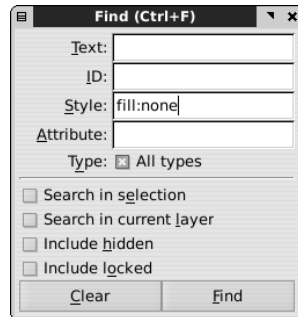 Find (Ctrl+F)
Text:
ID:
Style: fill:none
Attribute:
Type: All types
Search in selection
Search in current layer
Include hidden
Include locked
Clear Find